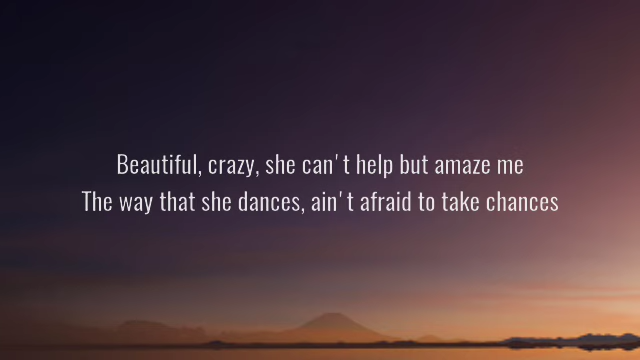 Beautiful, crazy, she can't help but amaze me
The way that she dances, ain't afraid to take chances